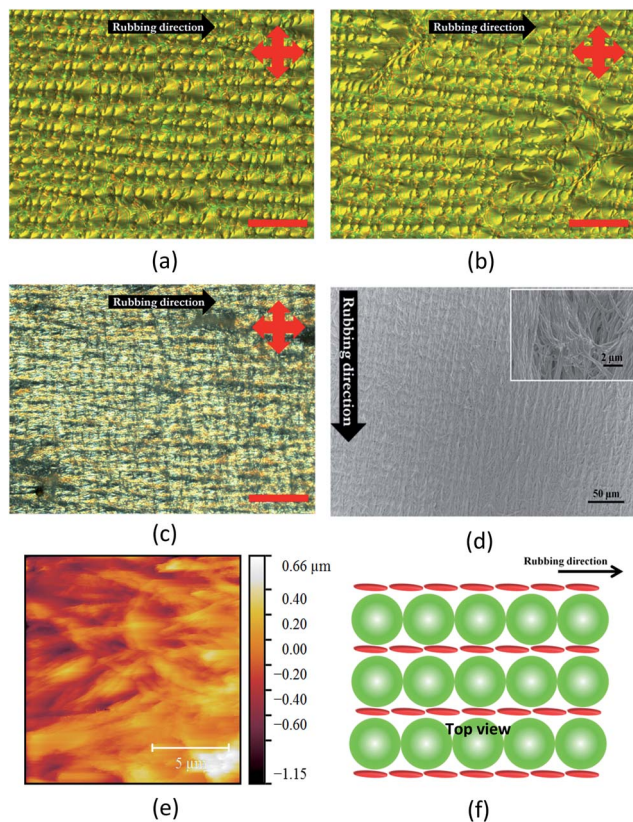 Rubbing direction
Rubbing direction
(a)
(b)
Rubbing direction
Rubbing direction
2 µm
50 µm
(c)
(d)
0.66 µm
0.40
0.20
0.00
−0.20
−0.40
−0.60
−1.15
5 µm
(e)
Rubbing direction
Top view
(f)